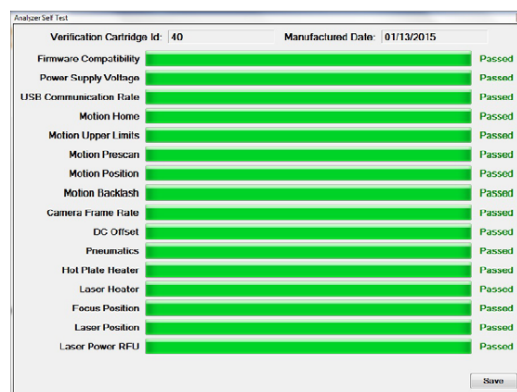 Analyzer Self Test
Verification Cartridge Id: 40 Manufactured Date: 01/13/2015
Firmware Compatibility Passed
Power Supply Voltage Passed
USB Communication Rate Passed
Motion Home Passed
Motion Upper Limits Passed
Motion Prescan Passed
Motion Position Passed
Motion Backlash Passed
Camera Frame Rate Passed
DC Offset Passed
Pneumatics Passed
Hot Plate Heater Passed
Laser Heater Passed
Focus Position Passed
Laser Position Passed
Laser Power RFU Passed
Save